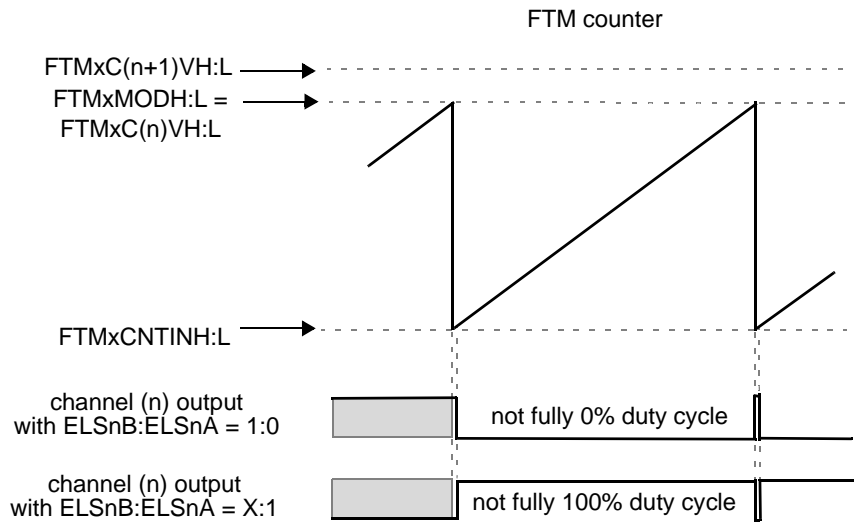 FTM counter
FTMxC(n+1)VH:L
FTMxMODH:L =
FTMxC(n)VH:L
FTMxCNTINH:L
channel (n) output
with ELSnB:ELSnA = 1:0
not fully 0% duty cycle
channel (n) output
with ELSnB:ELSnA = X:1
not fully 100% duty cycle